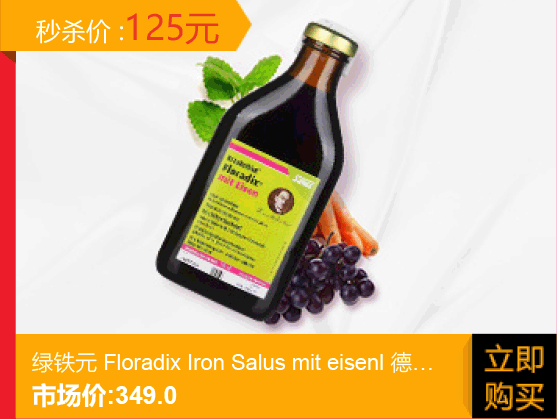 秒杀价 :125元
Floradix
mit Eisen
绿铁元 Floradix Iron Salus mit eisenl 德...
市场价:349.0
立即
购买